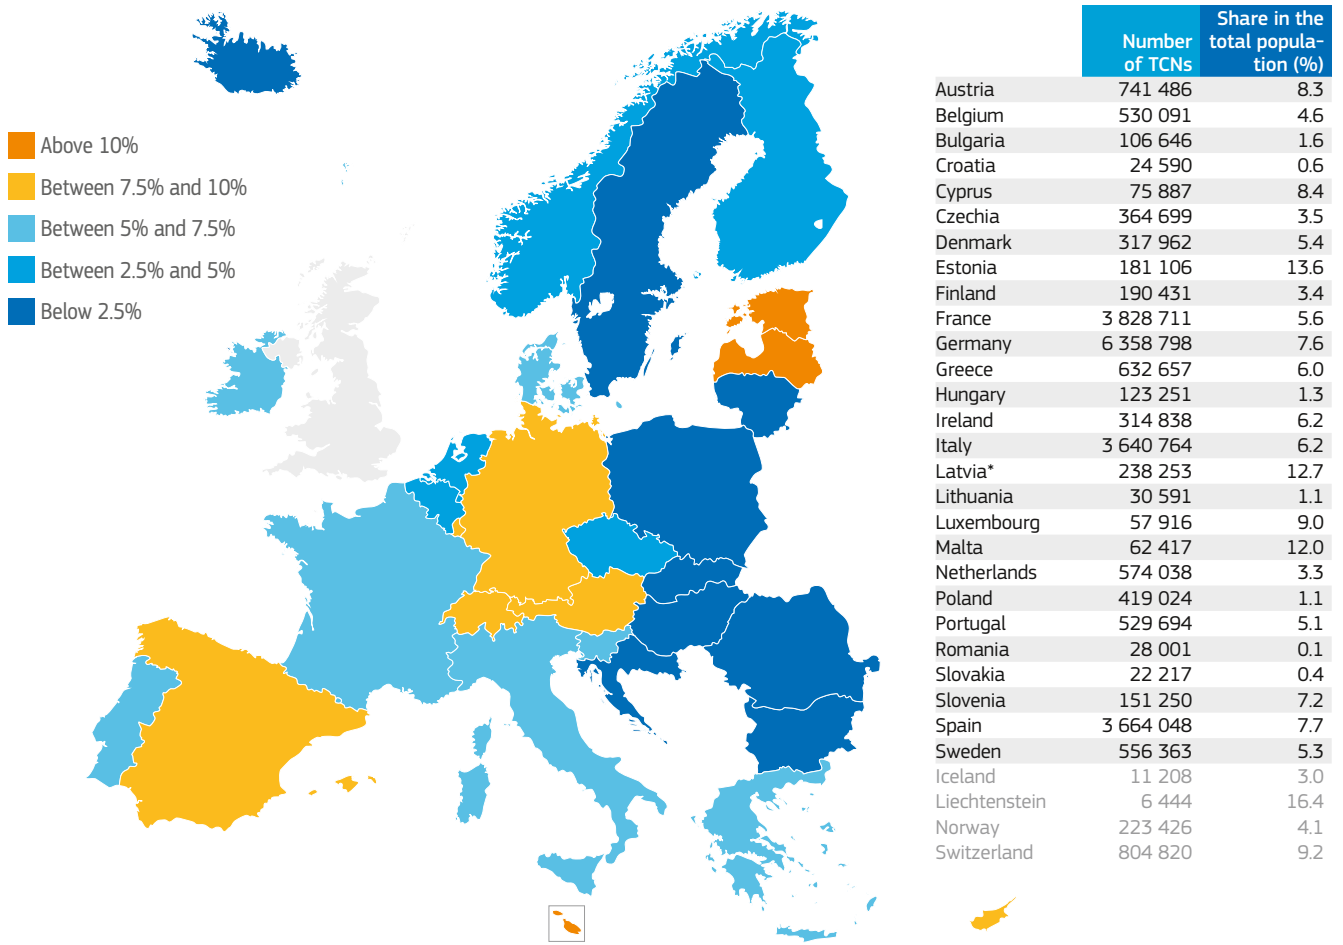 Above 10%
Between 7.5% and 10%
Between 5% and 7.5%
Between 2.5% and 5%
Below 2.5%
Number of TCNs Share in the total popula-tion (%)
Austria 741 486 8.3
Belgium 530 091 4.6
Bulgaria 106 646 1.6
Croatia 24 590 0.6
Cyprus 75 887 8.4
Czechia 364 699 3.5
Denmark 317 962 5.4
Estonia 181 106 13.6
Finland 190 431 3.4
France 3 828 711 5.6
Germany 6 358 798 7.6
Greece 632 657 6.0
Hungary 123 251 1.3
Ireland 314 838 6.2
Italy 3 640 764 6.2
Latvia* 238 253 12.7
Lithuania 30 591 1.1
Luxembourg 57 916 9.0
Malta 62 417 12.0
Netherlands 574 038 3.3
Poland 419 024 1.1
Portugal 529 694 5.1
Romania 28 001 0.1
Slovakia 22 217 0.4
Slovenia 151 250 7.2
Spain 3 664 048 7.7
Sweden 556 363 5.3
Iceland 11 208 3.0
Liechtenstein 6 444 16.4
Norway 223 426 4.1
Switzerland 804 820 9.2